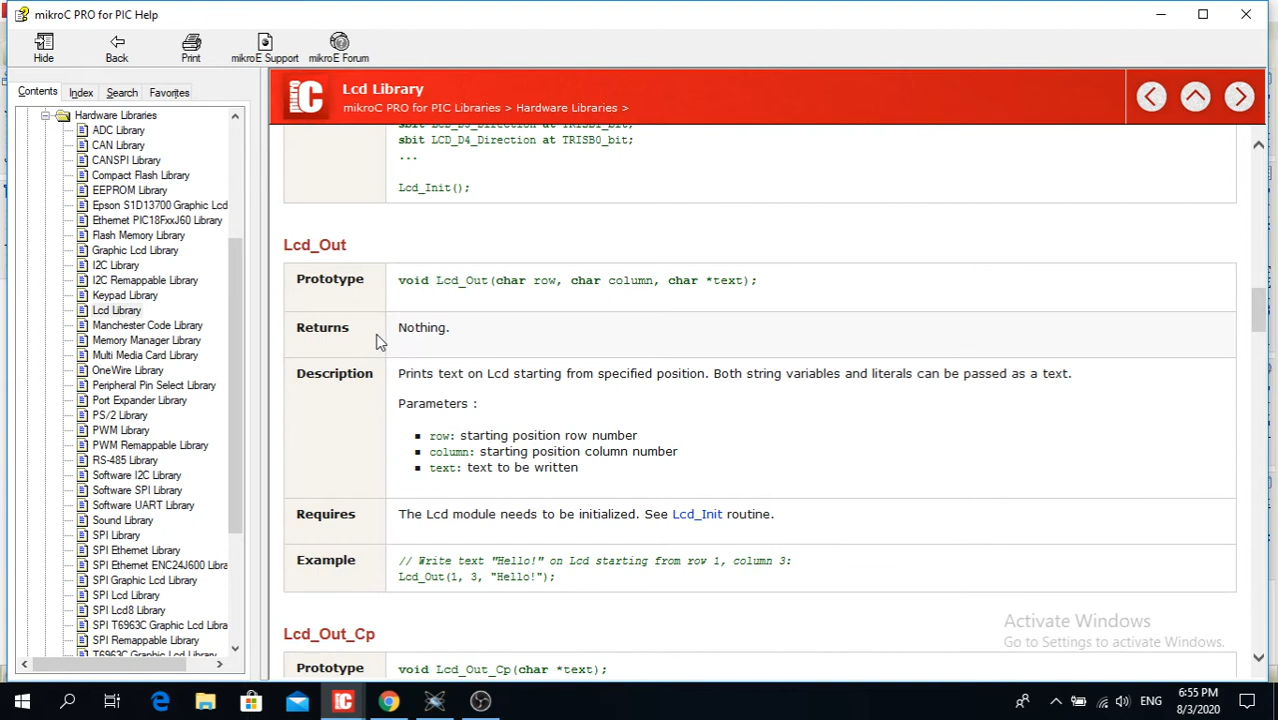 mikroC PRO for PIC Help
Hide
Back
Print
mikroE Support
mikroE Forum
Contents
Index
Search
Favorites
Hardware Libraries
ADC Library
CAN Library
CANSPI Library
Compact Flash Library
EEPROM Library
Epson S1D13700 Graphic Lcd
Ethernet PIC18FxxJ60 Library
Flash Memory Library
Graphic Lcd Library
I2C Library
I2C Remappable Library
Keypad Library
Lcd Library
Manchester Code Library
Memory Manager Library
Multi Media Card Library
OneWire Library
Peripheral Pin Select Library
Port Expander Library
PS/2 Library
PWM Library
PWM Remappable Library
RS-485 Library
Software I2C Library
Software SPI Library
Software UART Library
Sound Library
SPI Library
SPI Ethernet Library
SPI Ethernet ENC24J600 Libra
SPI Graphic Lcd Library
SPI Lcd Library
SPI Lcd8 Library
SPI T6963C Graphic Lcd Libra
SPI Remappable Library
T6963C Graphic Lcd Library
Lcd Library
mikroC PRO for PIC Libraries > Hardware Libraries >
sbit LCD_D5_Direction at TRISB1_bit;
sbit LCD_D4_Direction at TRISB0_bit;
...
Lcd_Init();
Lcd_Out
Prototype
void Lcd_Out(char row, char column, char *text);
Returns
Nothing.
Description
Prints text on Lcd starting from specified position. Both string variables and literals can be passed as a text.
Parameters :
row: starting position row number
column: starting position column number
text: text to be written
Requires
The Lcd module needs to be initialized. See Lcd_Init routine.
Example
// Write text "Hello!" on Lcd starting from row 1, column 3:
Lcd_Out(1, 3, "Hello!");
Lcd_Out_Cp
Prototype
void Lcd_Out_Cp(char *text);
Activate Windows
Go to Settings to activate Windows.
ENG
6:55 PM
8/3/2020